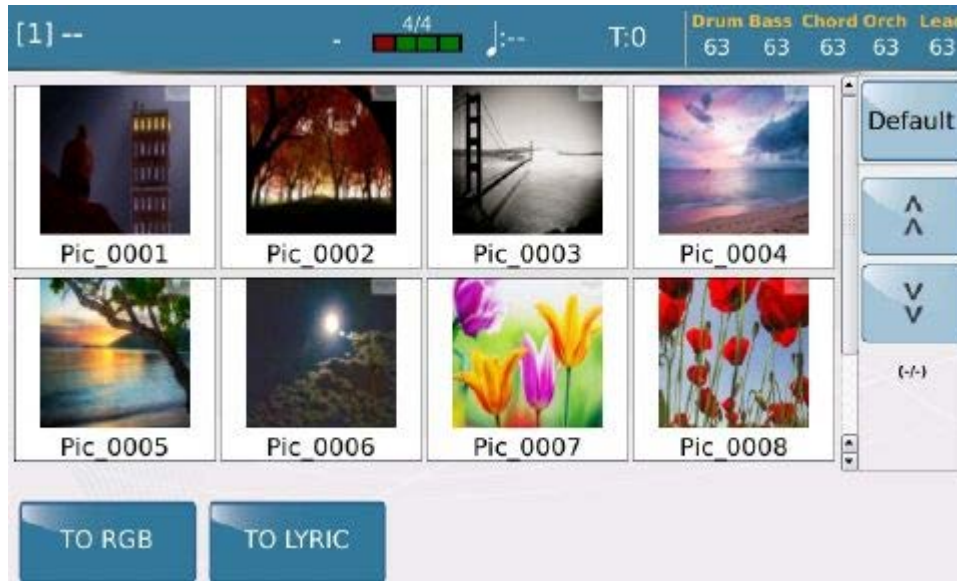 [1] -- - 4/4 ♩:-- T:0 Drum Bass Chord Orch Lead
63 63 63 63 63
Default
Pic_0001 Pic_0002 Pic_0003 Pic_0004
Pic_0005 Pic_0006 Pic_0007 Pic_0008
(-/-)
TO RGB TO LYRIC